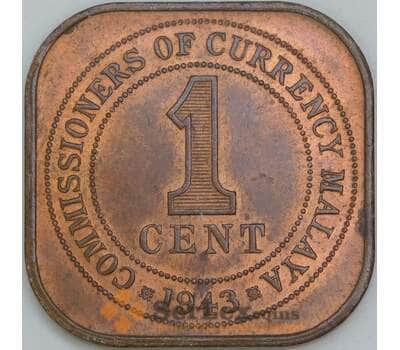 COMMISSIONERS OF CURRENCY MALAYA
1
CENT
1943